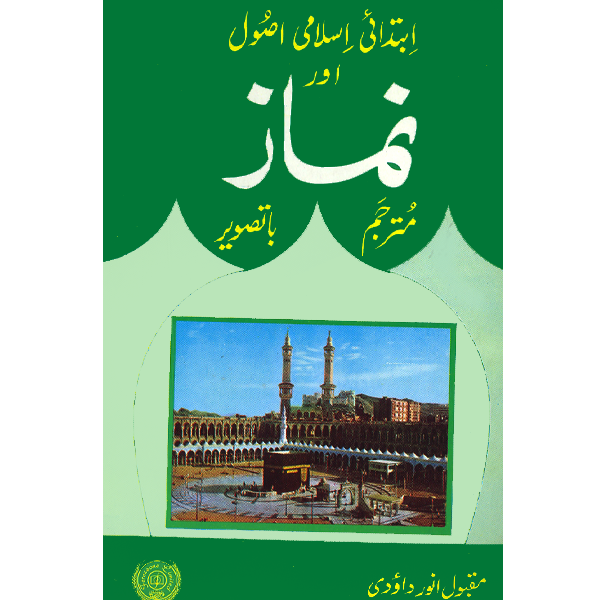 اِبتدائی اِسلامی اصُول
اور
نماز
مُترجَم باتصویر
مقبول انور داؤدی